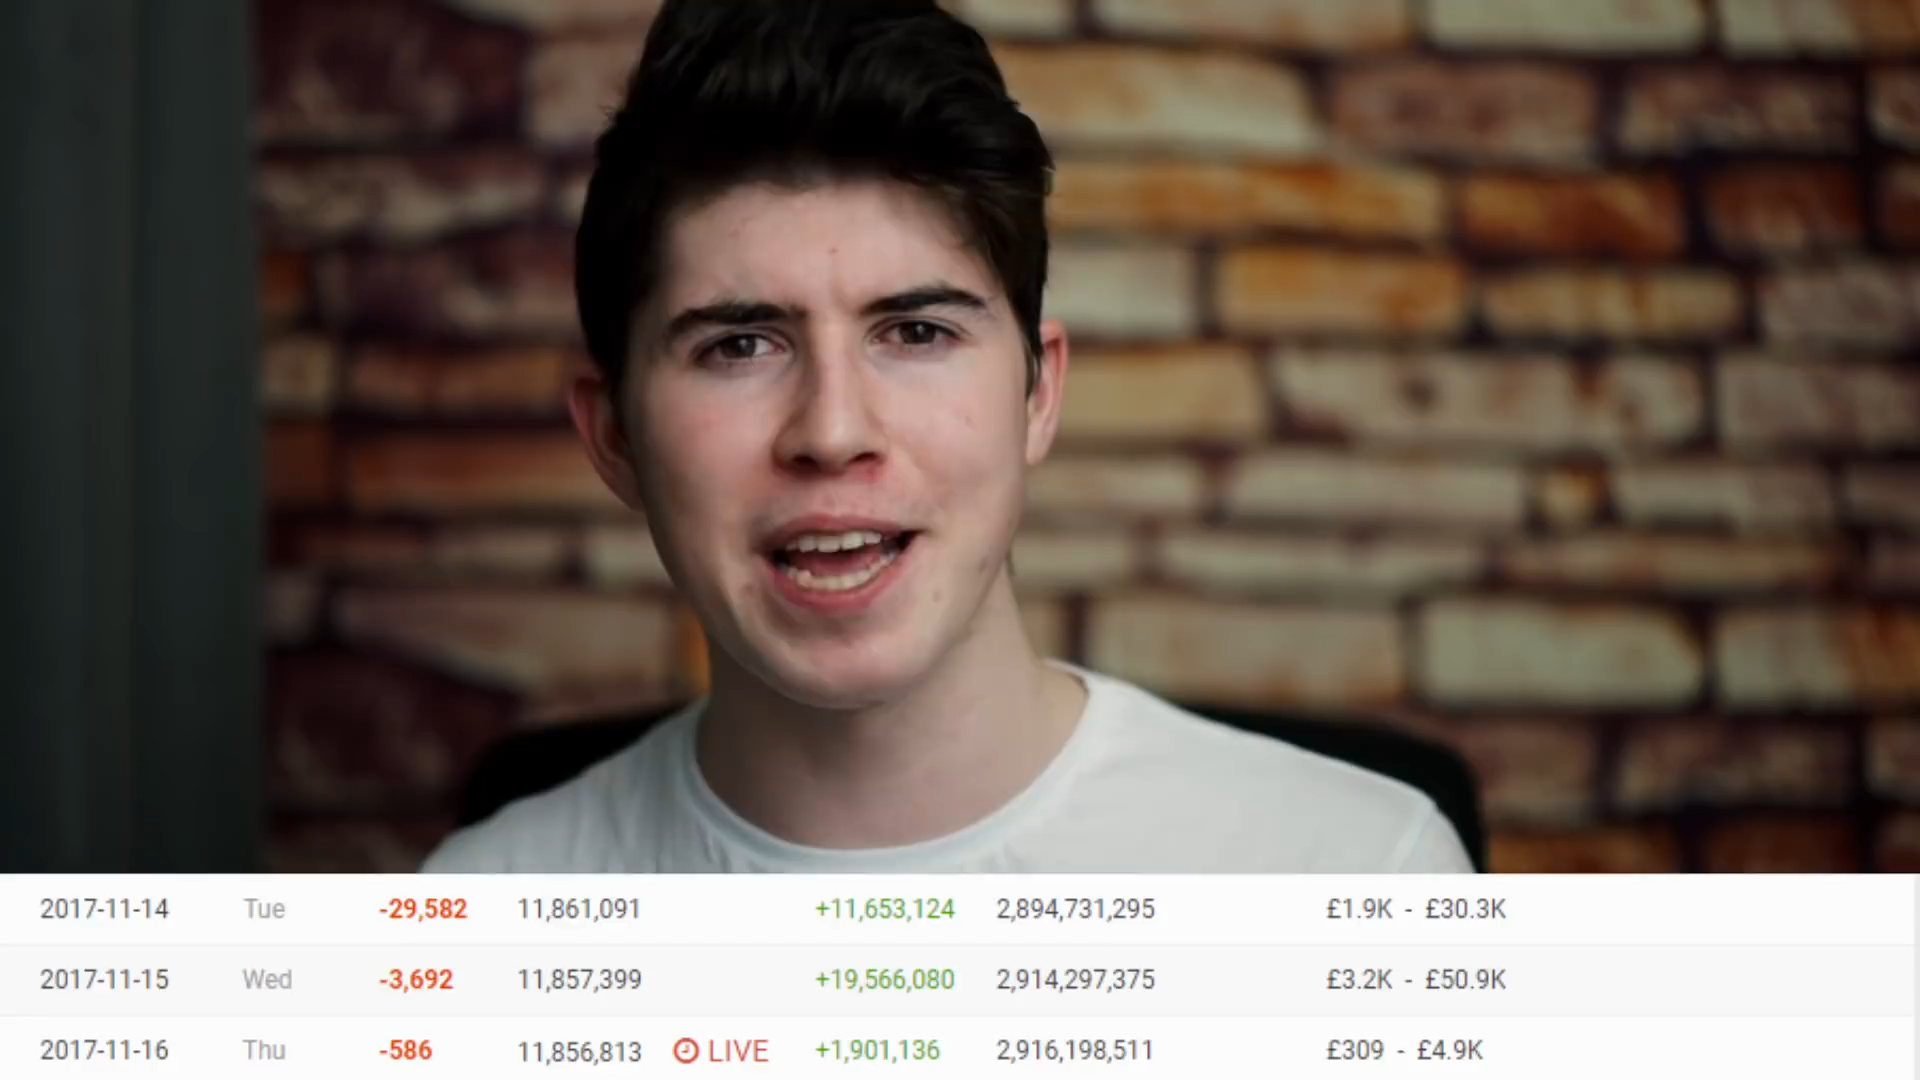 2017-11-14 Tue -29,582 11,861,091 +11,653,124 2,894,731,295 £1.9K - £30.3K
2017-11-15 Wed -3,692 11,857,399 +19,566,080 2,914,297,375 £3.2K - £50.9K
2017-11-16 Thu -586 11,856,813 LIVE +1,901,136 2,916,198,511 £309 - £4.9K